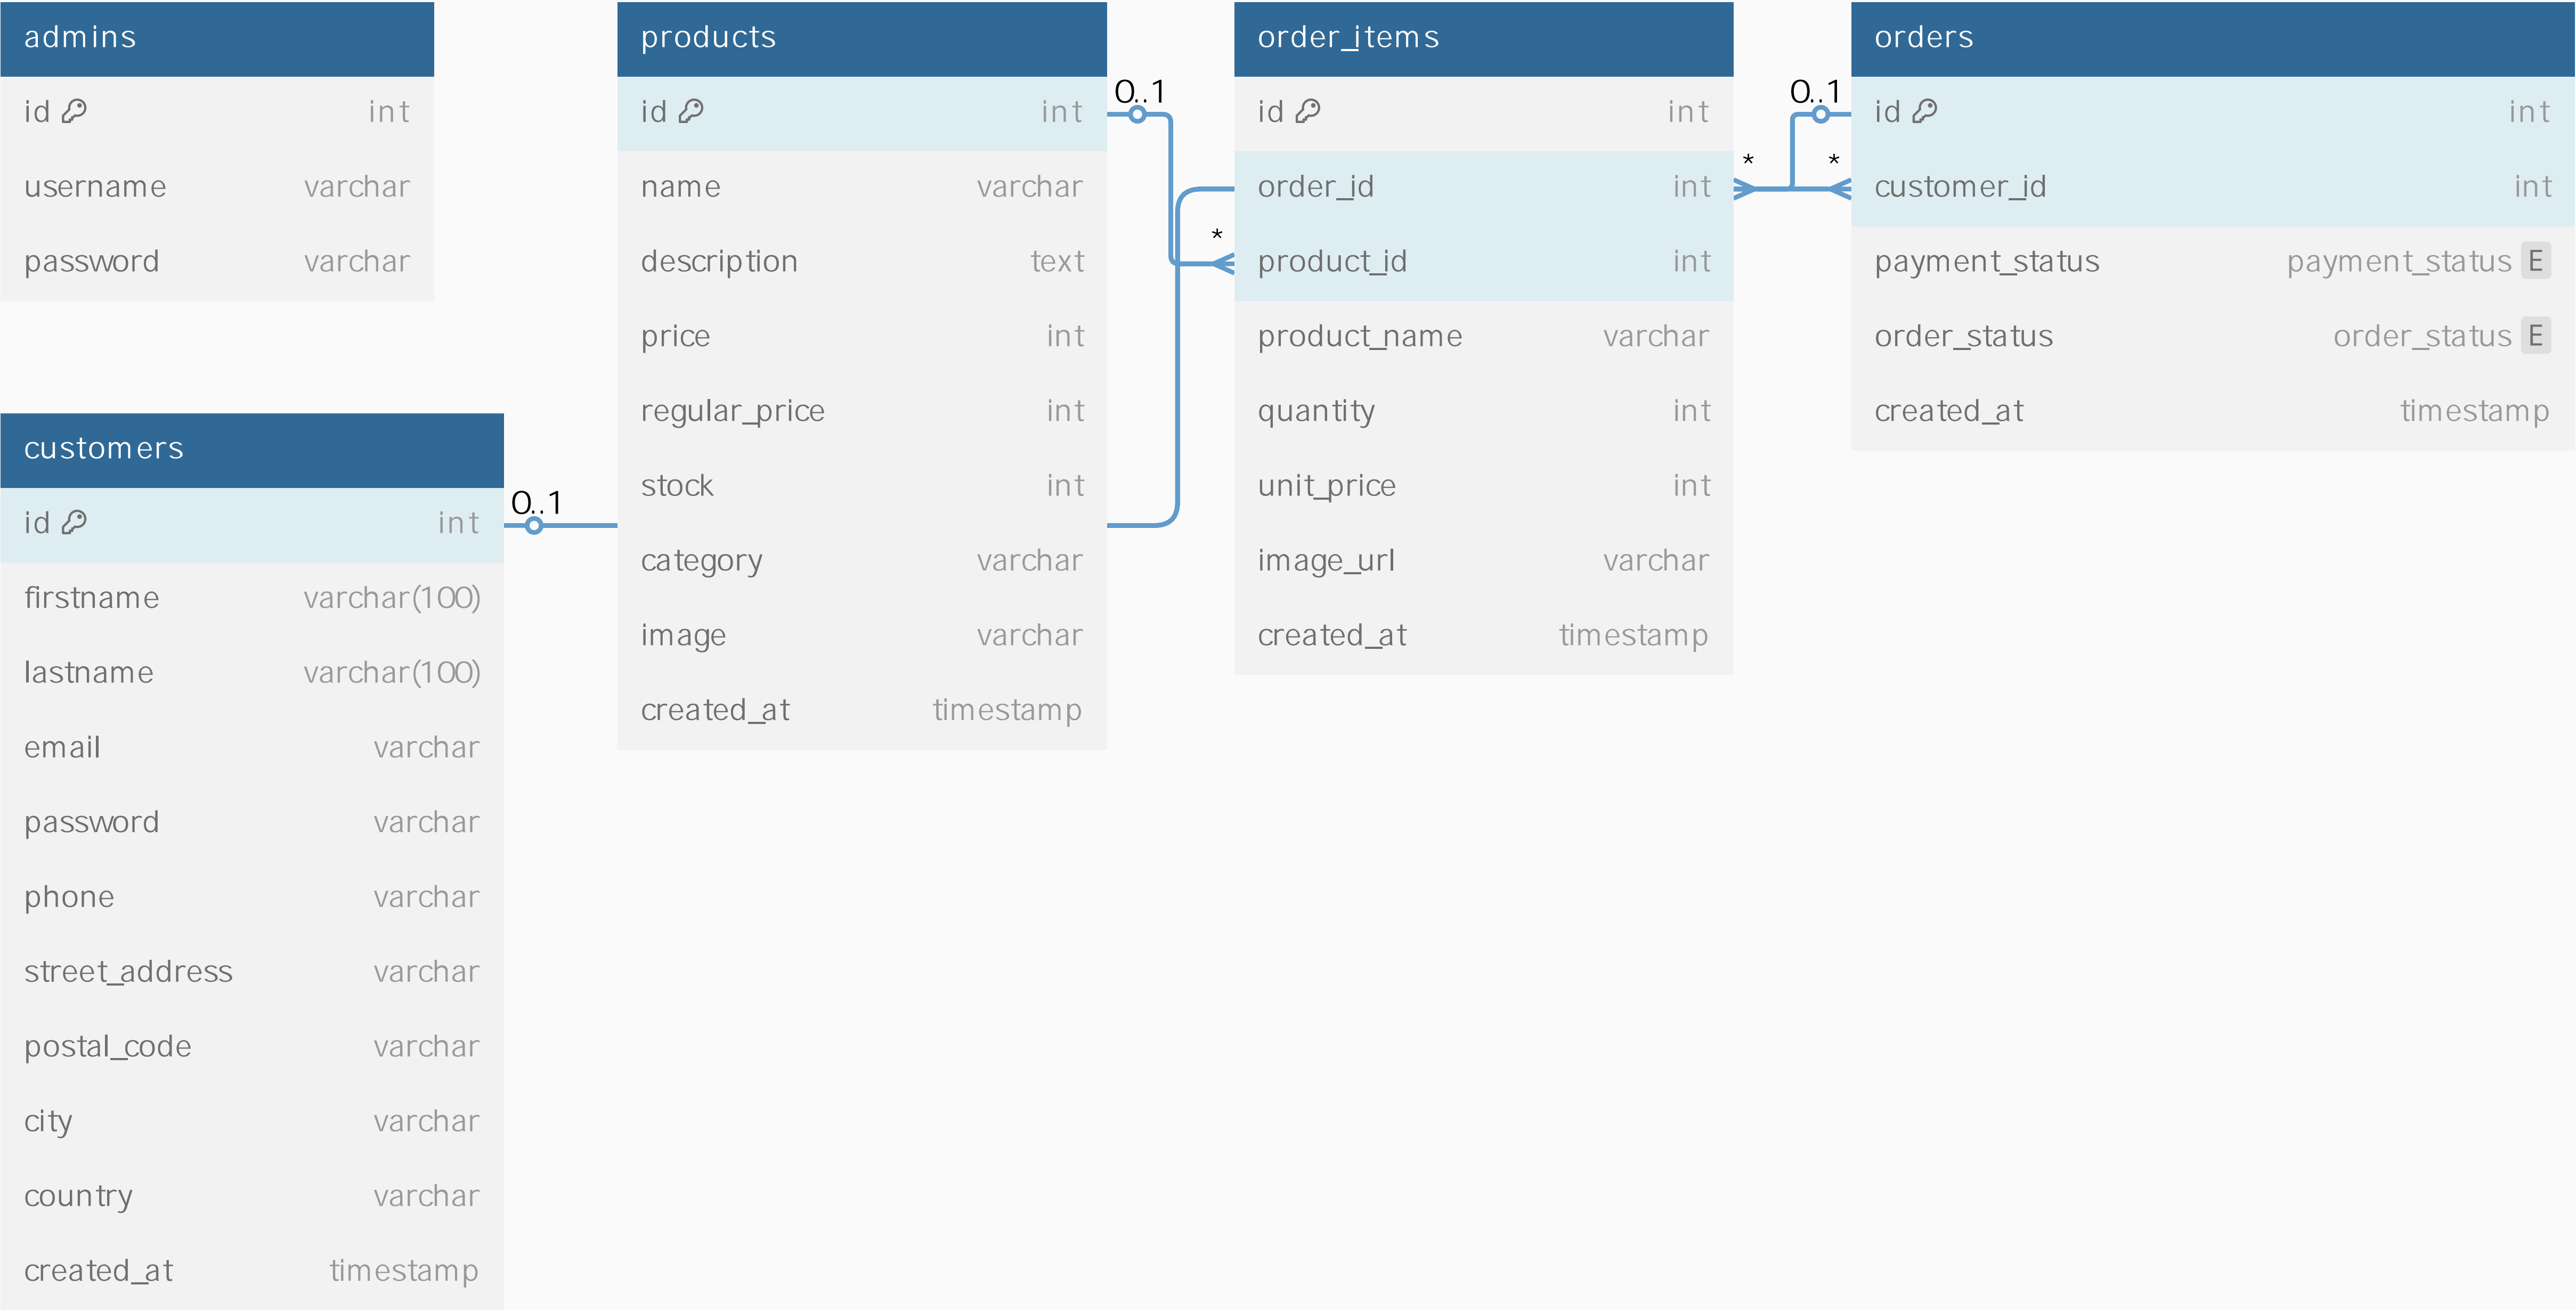 admins
id int
username varchar
password varchar
customers
id int
firstname varchar(100)
lastname varchar(100)
email varchar
password varchar
phone varchar
street_address varchar
postal_code varchar
city varchar
country varchar
created_at timestamp
0..1
products
id int
name varchar
description text
price int
regular_price int
stock int
category varchar
image varchar
created_at timestamp
0..1
*
order_items
id int
order_id int
product_id int
product_name varchar
quantity int
unit_price int
image_url varchar
created_at timestamp
0..1
* *
orders
id int
customer_id int
payment_status payment_status E
order_status order_status E
created_at timestamp